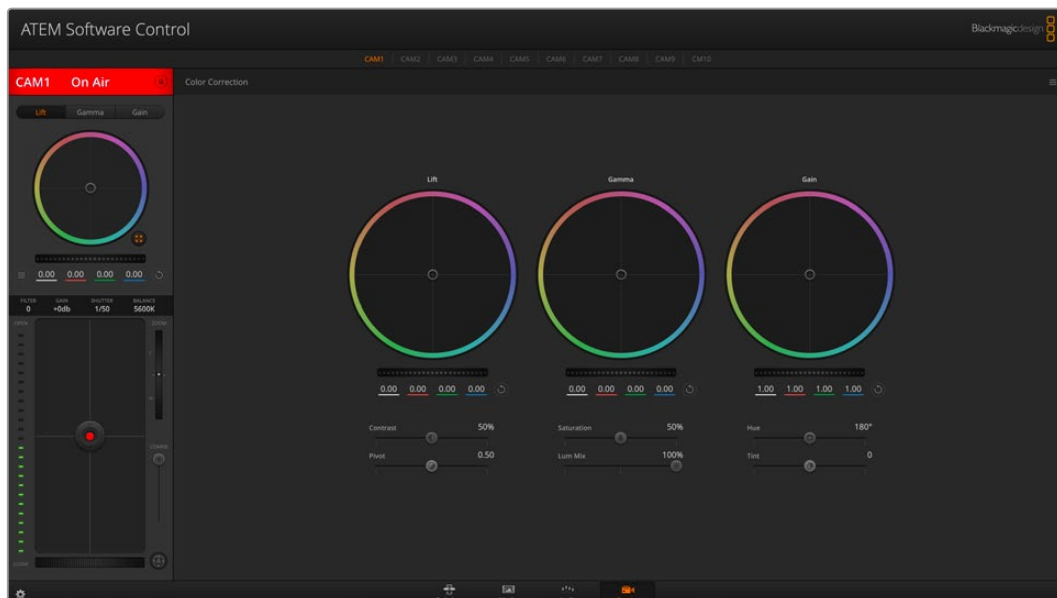 ATEM Software Control
Blackmagicdesign
CAM1 CAM2 CAM3 CAM4 CAM5 CAM6 CAM7 CAM8 CAM9 CM10
CAM1 On Air
Color Correction
Lift Gamma Gain
Lift Gamma Gain
0.00 0.00 0.00 0.00
FILTER GAIN SHUTTER BALANCE
0 +0db 1/50 5600K
OPEN ZOOM
T
W
COARSE
CLOSE
0.00 0.00 0.00 0.00 0.00 0.00 0.00 0.00 1.00 1.00 1.00 1.00
Contrast 50% Saturation 50% Hue 180°
Pivot 0.50 Lum Mix 100% Tint 0